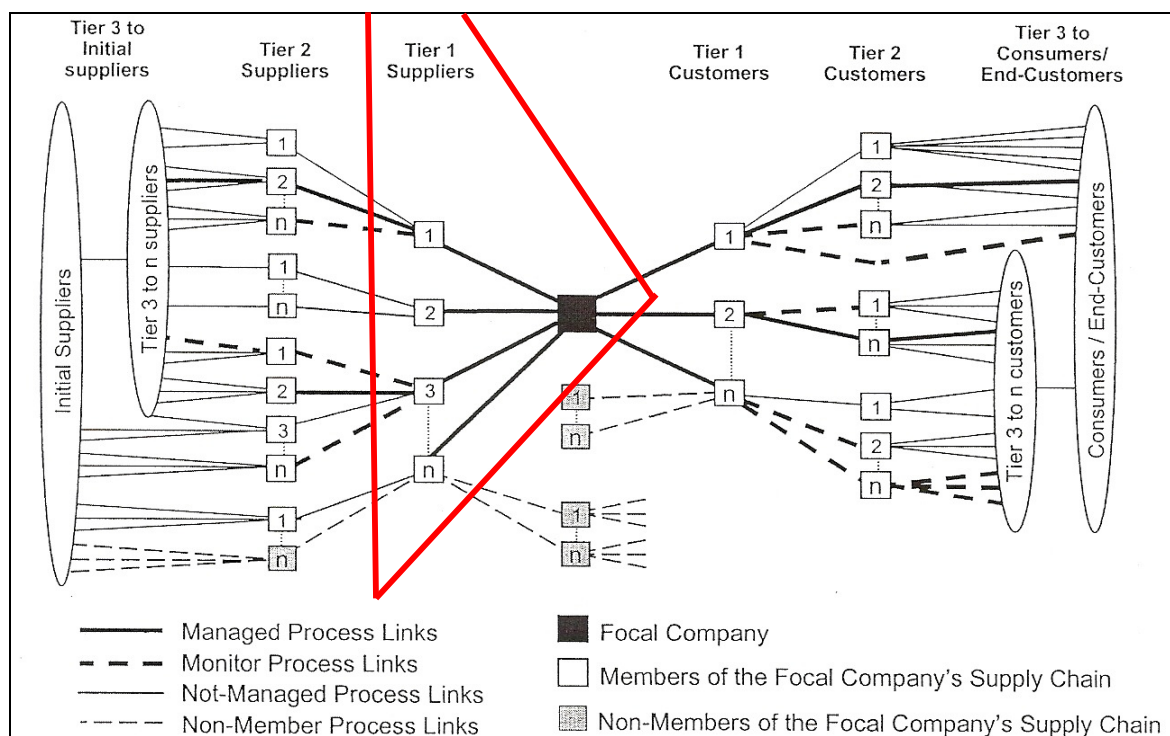 Tier 3 to
Initial
suppliers
Tier 2
Suppliers
Tier 1
Suppliers
Tier 1
Customers
Tier 2
Customers
Tier 3 to
Consumers/
End-Customers
Initial Suppliers
Tier 3 to n suppliers
1
2
n
1
n
1
2
3
n
1
n
1
2
3
n
1
n
1
n
1
2
n
1
2
n
1
n
1
2
n
Tier 3 to n customers
Consumers / End-Customers
Managed Process Links
Monitor Process Links
Not-Managed Process Links
Non-Member Process Links
Focal Company
Members of the Focal Company's Supply Chain
Non-Members of the Focal Company's Supply Chain